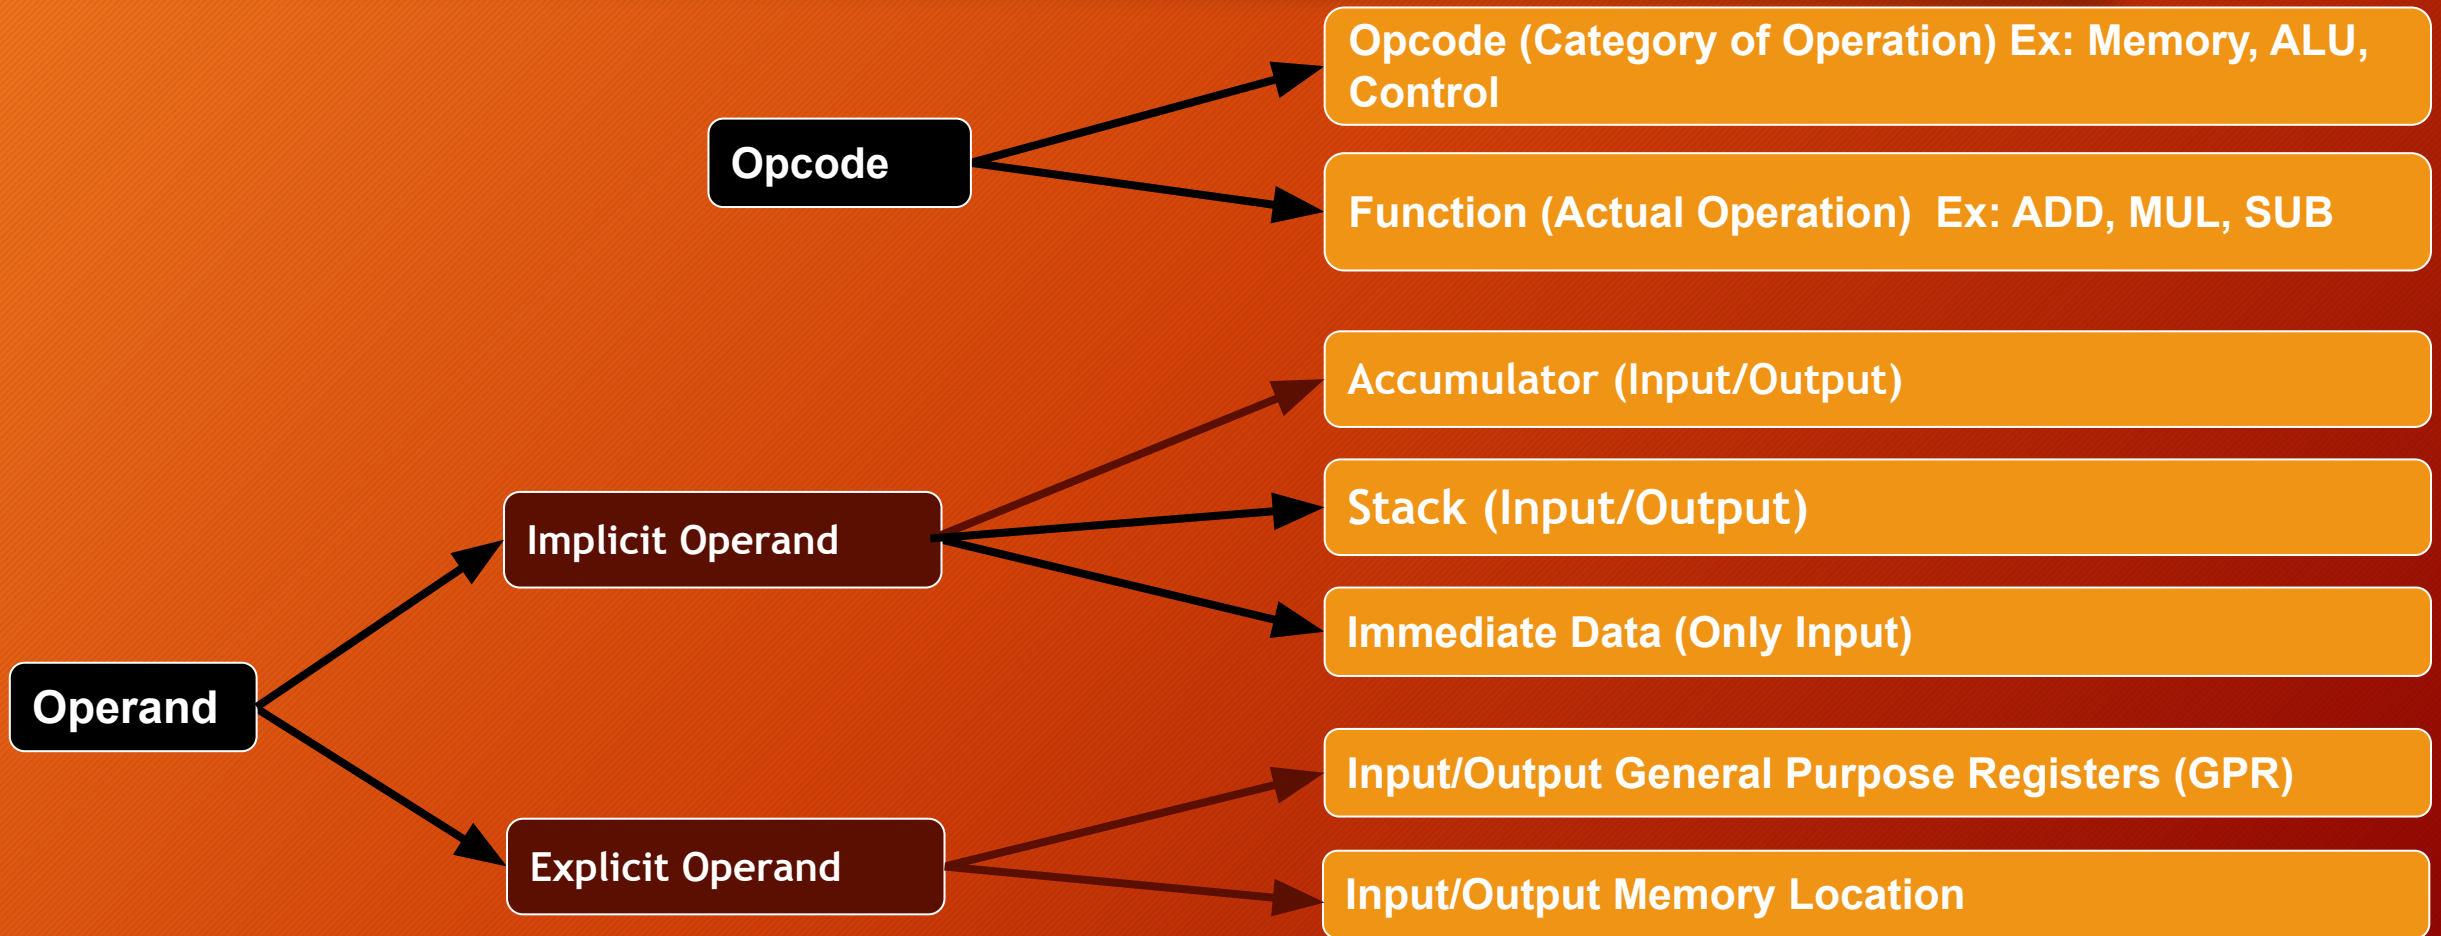 Opcode (Category of Operation) Ex: Memory, ALU,
Control
Opcode
Function (Actual Operation)  Ex: ADD, MUL, SUB
Accumulator (Input/Output)
Stack (Input/Output)
Implicit Operand
Immediate Data (Only Input)
Operand
Input/Output General Purpose Registers (GPR)
Explicit Operand
Input/Output Memory Location